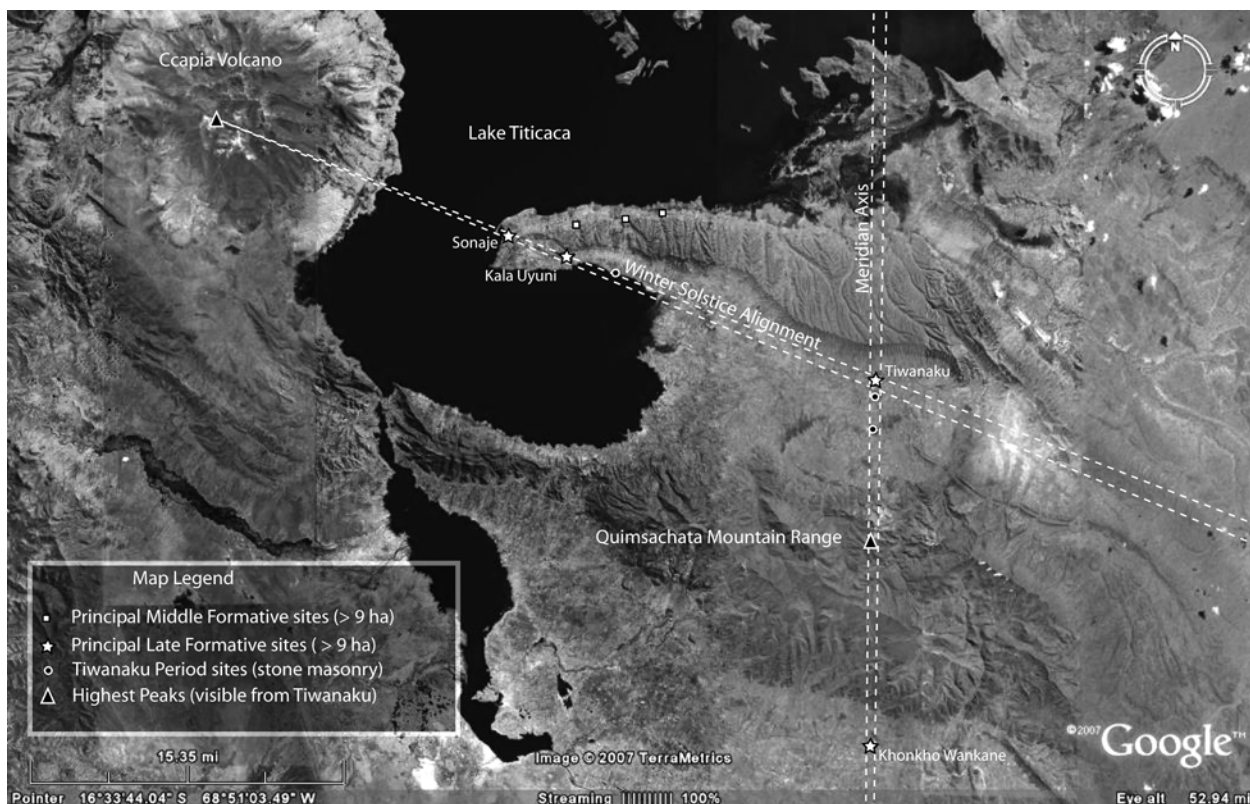 Ccapia Volcano
N
Lake Titicaca
Meridian Axis
Sonaje
Kala Uyuni
Winter Solstice Alignment
Tiwanaku
Quimsachata Mountain Range
Map Legend
Principal Middle Formative sites (> 9 ha)
Principal Late Formative sites ( > 9 ha)
Tiwanaku Period sites (stone masonry)
Highest Peaks (visible from Tiwanaku)
Khonkho Wankane
©2007 Google™
15.35 mi
Image © 2007 TerraMetrics
Pointer 16°33'44.04" S 68°51'03.49" W
Streaming ||||||||| 100%
Eye alt 52.94 mi